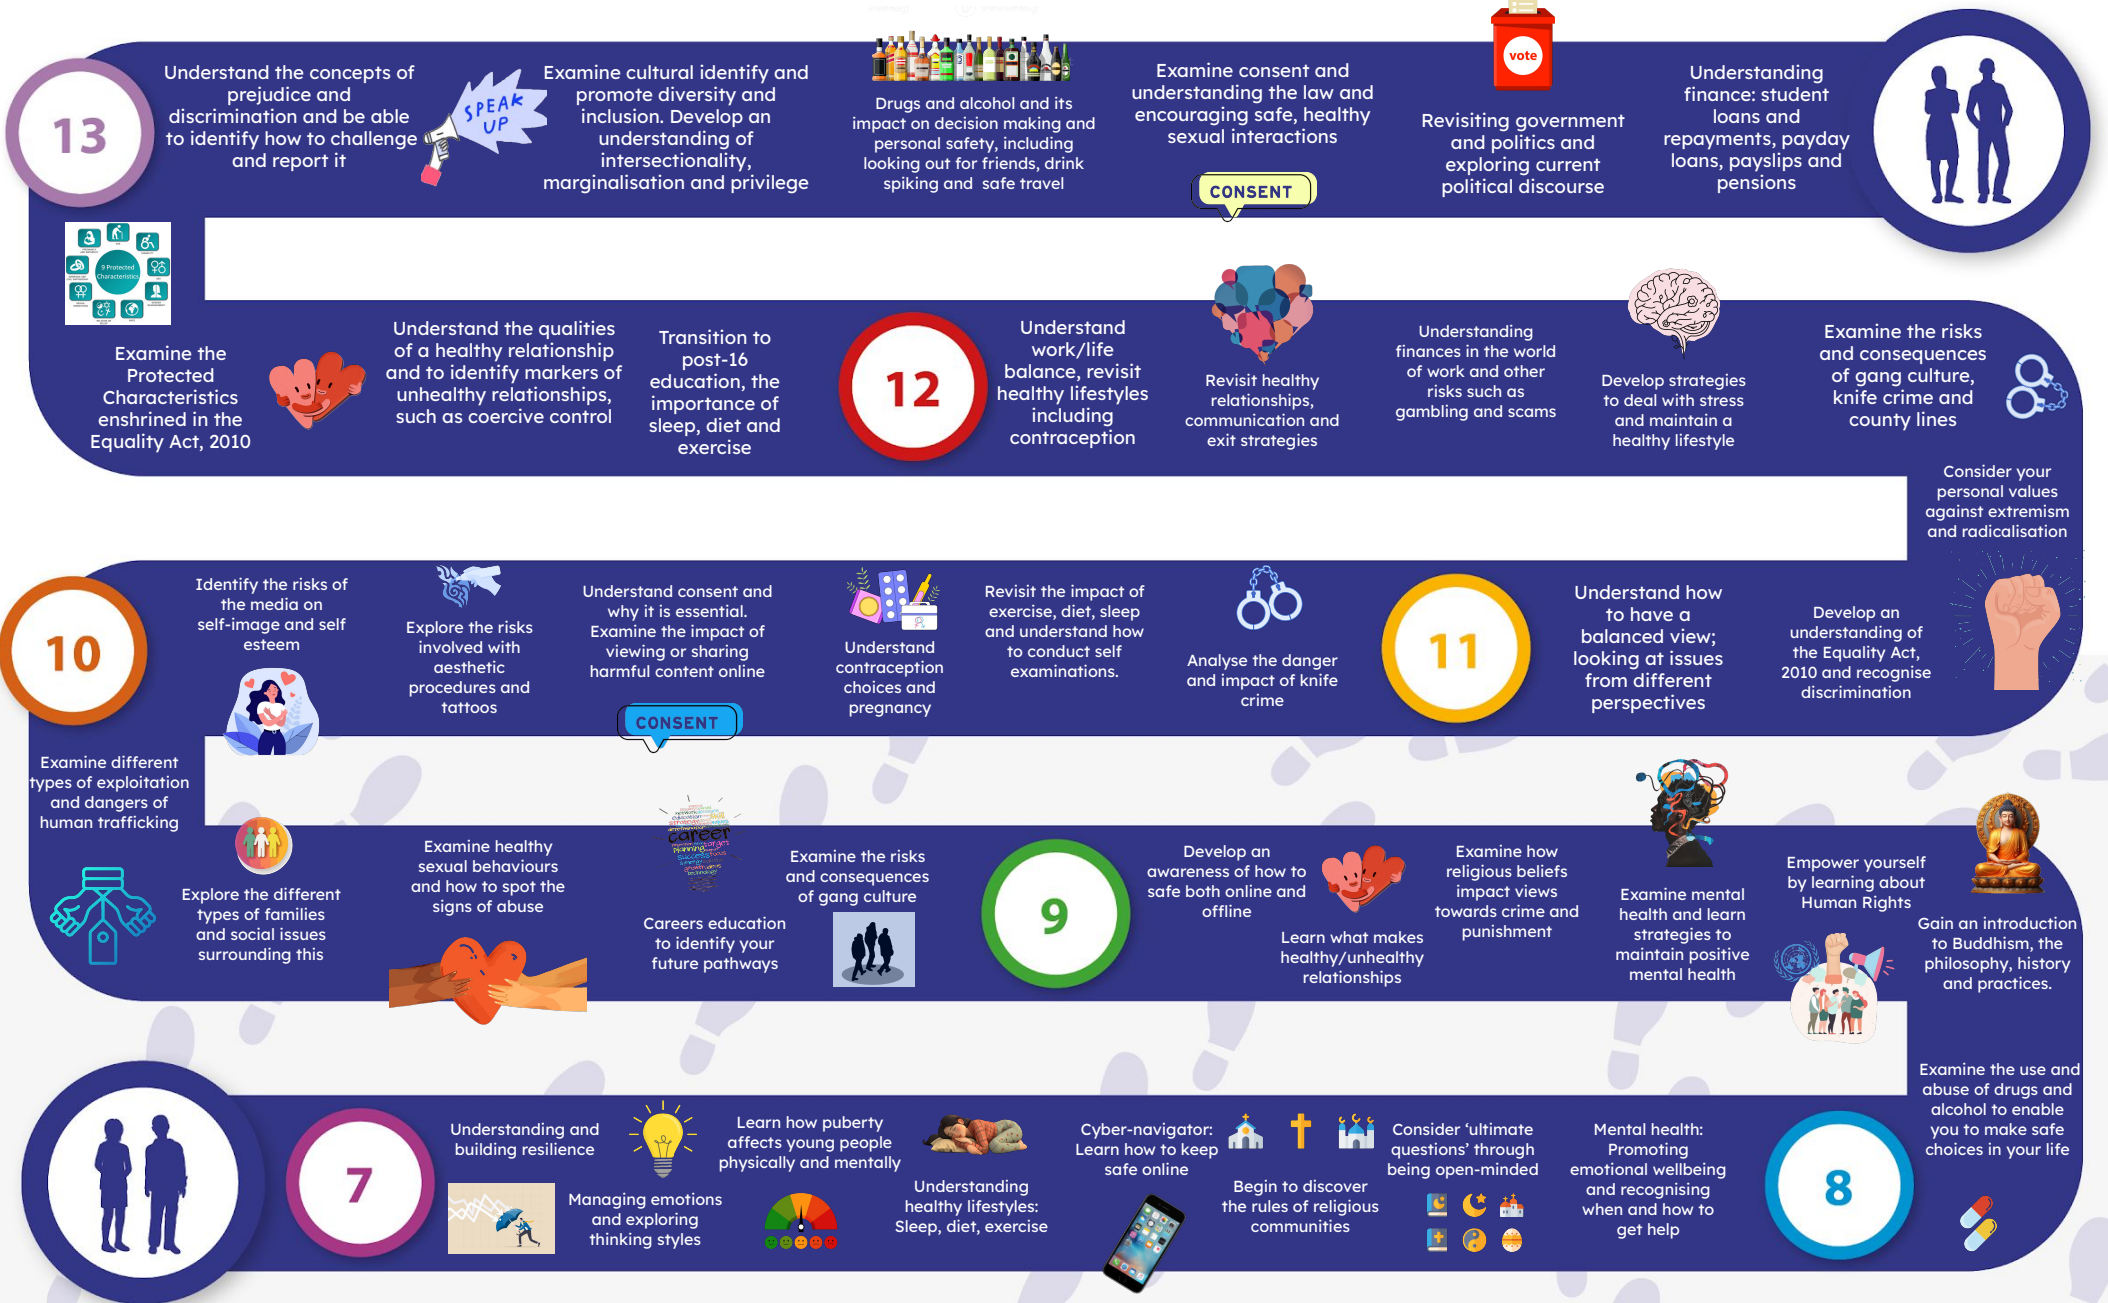 13
Understand the concepts of
prejudice and
discrimination and be able
to identify how to challenge
and report it
SPEAK
UP
Examine cultural identify and
promote diversity and
inclusion. Develop an
understanding of
intersectionality,
marginalisation and privilege
Drugs and alcohol and its
impact on decision making and
personal safety, including
looking out for friends, drink
spiking and safe travel
Examine consent and
understanding the law and
encouraging safe, healthy
sexual interactions
CONSENT
vote
Revisiting government
and politics and
exploring current
political discourse
Understanding
finance: student
loans and
repayments, payday
loans, payslips and
pensions
9 Protected
Characteristics
Examine the
Protected
Characteristics
enshrined in the
Equality Act, 2010
Understand the qualities
of a healthy relationship
and to identify markers of
unhealthy relationships,
such as coercive control
Transition to
post-16
education, the
importance of
sleep, diet and
exercise
12
Understand
work/life
balance, revisit
healthy lifestyles
including
contraception
Revisit healthy
relationships,
communication and
exit strategies
Understanding
finances in the world
of work and other
risks such as
gambling and scams
Develop strategies
to deal with stress
and maintain a
healthy lifestyle
Examine the risks
and consequences
of gang culture,
knife crime and
county lines
Consider your
personal values
against extremism
and radicalisation
10
Identify the risks of
the media on
self-image and self
esteem
Explore the risks
involved with
aesthetic
procedures and
tattoos
Understand consent and
why it is essential.
Examine the impact of
viewing or sharing
harmful content online
CONSENT
Understand
contraception
choices and
pregnancy
Revisit the impact of
exercise, diet, sleep
and understand how
to conduct self
examinations.
Analyse the danger
and impact of knife
crime
11
Understand how
to have a
balanced view;
looking at issues
from different
perspectives
Develop an
understanding of
the Equality Act,
2010 and recognise
discrimination
Examine different
types of exploitation
and dangers of
human trafficking
Explore the different
types of families
and social issues
surrounding this
Examine healthy
sexual behaviours
and how to spot the
signs of abuse
career
Careers education
to identify your
future pathways
Examine the risks
and consequences
of gang culture
9
Develop an
awareness of how to
safe both online and
offline
Learn what makes
healthy/unhealthy
relationships
Examine how
religious beliefs
impact views
towards crime and
punishment
Examine mental
health and learn
strategies to
maintain positive
mental health
Empower yourself
by learning about
Human Rights
Gain an introduction
to Buddhism, the
philosophy, history
and practices.
Examine the use and
abuse of drugs and
alcohol to enable
you to make safe
choices in your life
7
Understanding and
building resilience
Managing emotions
and exploring
thinking styles
Learn how puberty
affects young people
physically and mentally
Understanding
healthy lifestyles:
Sleep, diet, exercise
Cyber-navigator:
Learn how to keep
safe online
Begin to discover
the rules of religious
communities
Consider ‘ultimate
questions’ through
being open-minded
Mental health:
Promoting
emotional wellbeing
and recognising
when and how to
get help
8